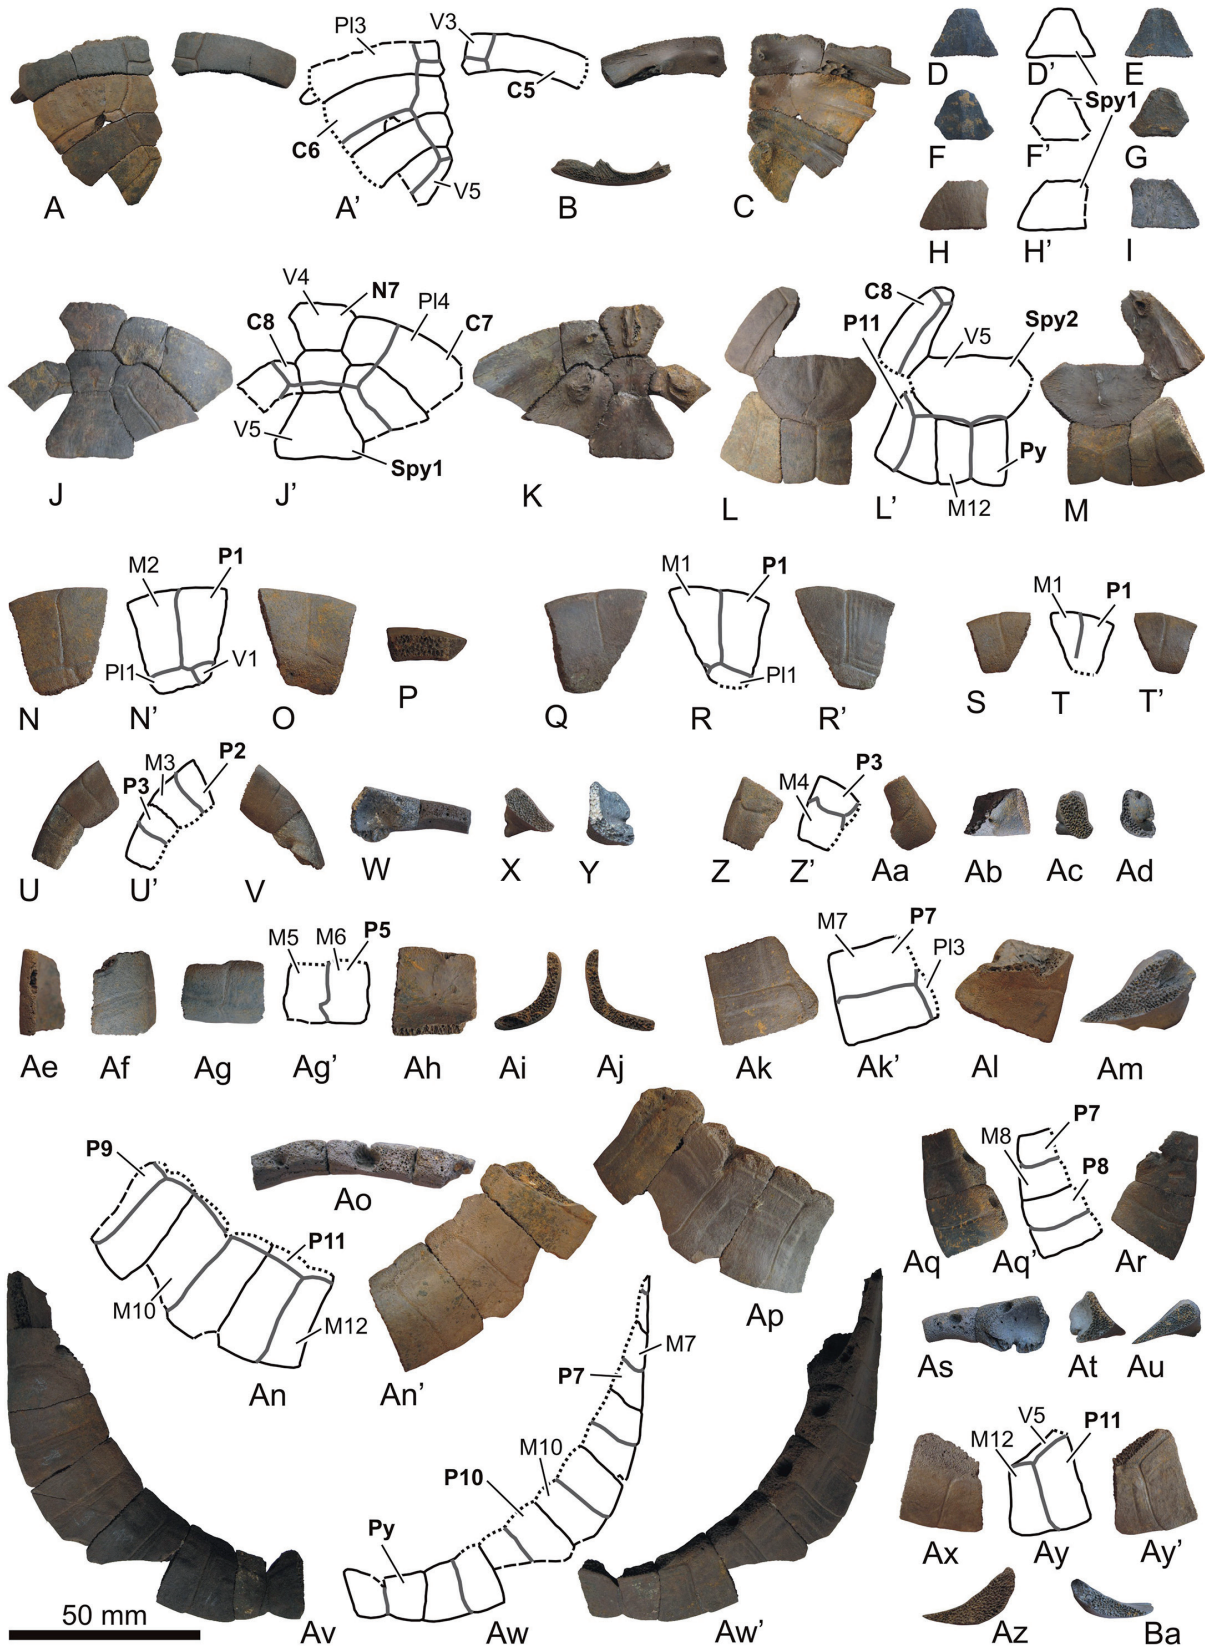 Pl3
V3
C5
C6
V5
A
A’
B
C
D
D’
E
Spy1
F
F’
G
H
H’
I
V4
N7
Pl4
C7
C8
V5
Spy1
J
J’
K
C8
P11
V5
Spy2
Py
M12
L
L’
M
M2
P1
Pl1
V1
N
N’
O
P
M1
P1
Pl1
Q
R
R’
M1
P1
S
T
T’
P3
M3
P2
U
U’
V
W
X
Y
M4
P3
Z
Z’
Aa
Ab
Ac
Ad
M5
M6
P5
Ae
Af
Ag
Ag’
Ah
Ai
Aj
M7
P7
Pl3
Ak
Ak’
Al
Am
P9
P11
M10
M12
An
Ao
An’
Ap
P7
M8
P8
Aq
Aq’
Ar
As
At
Au
M7
P7
M10
P10
Py
50 mm
Av
Aw
Aw’
V5
M12
P11
Ax
Ay
Ay’
Az
Ba